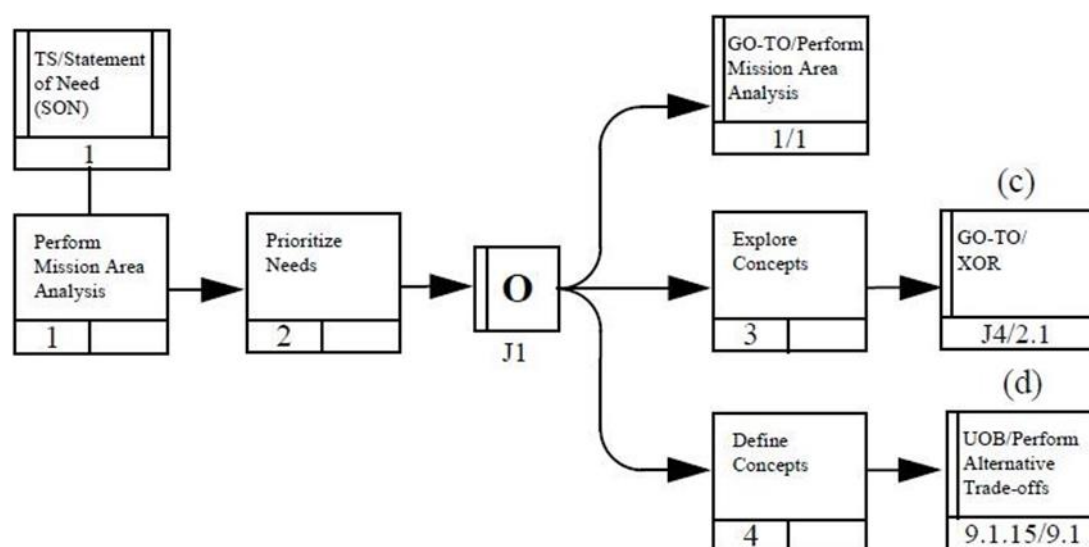 TS/Statement
of Need
(SON)
1
Perform
Mission Area
Analysis
1
Prioritize
Needs
2
O
J1
GO-TO/Perform
Mission Area
Analysis
1/1
Explore
Concepts
3
(c)
GO-TO/
XOR
J4/2.1
Define
Concepts
4
(d)
UOB/Perform
Alternative
Trade-offs
9.1.15/9.1